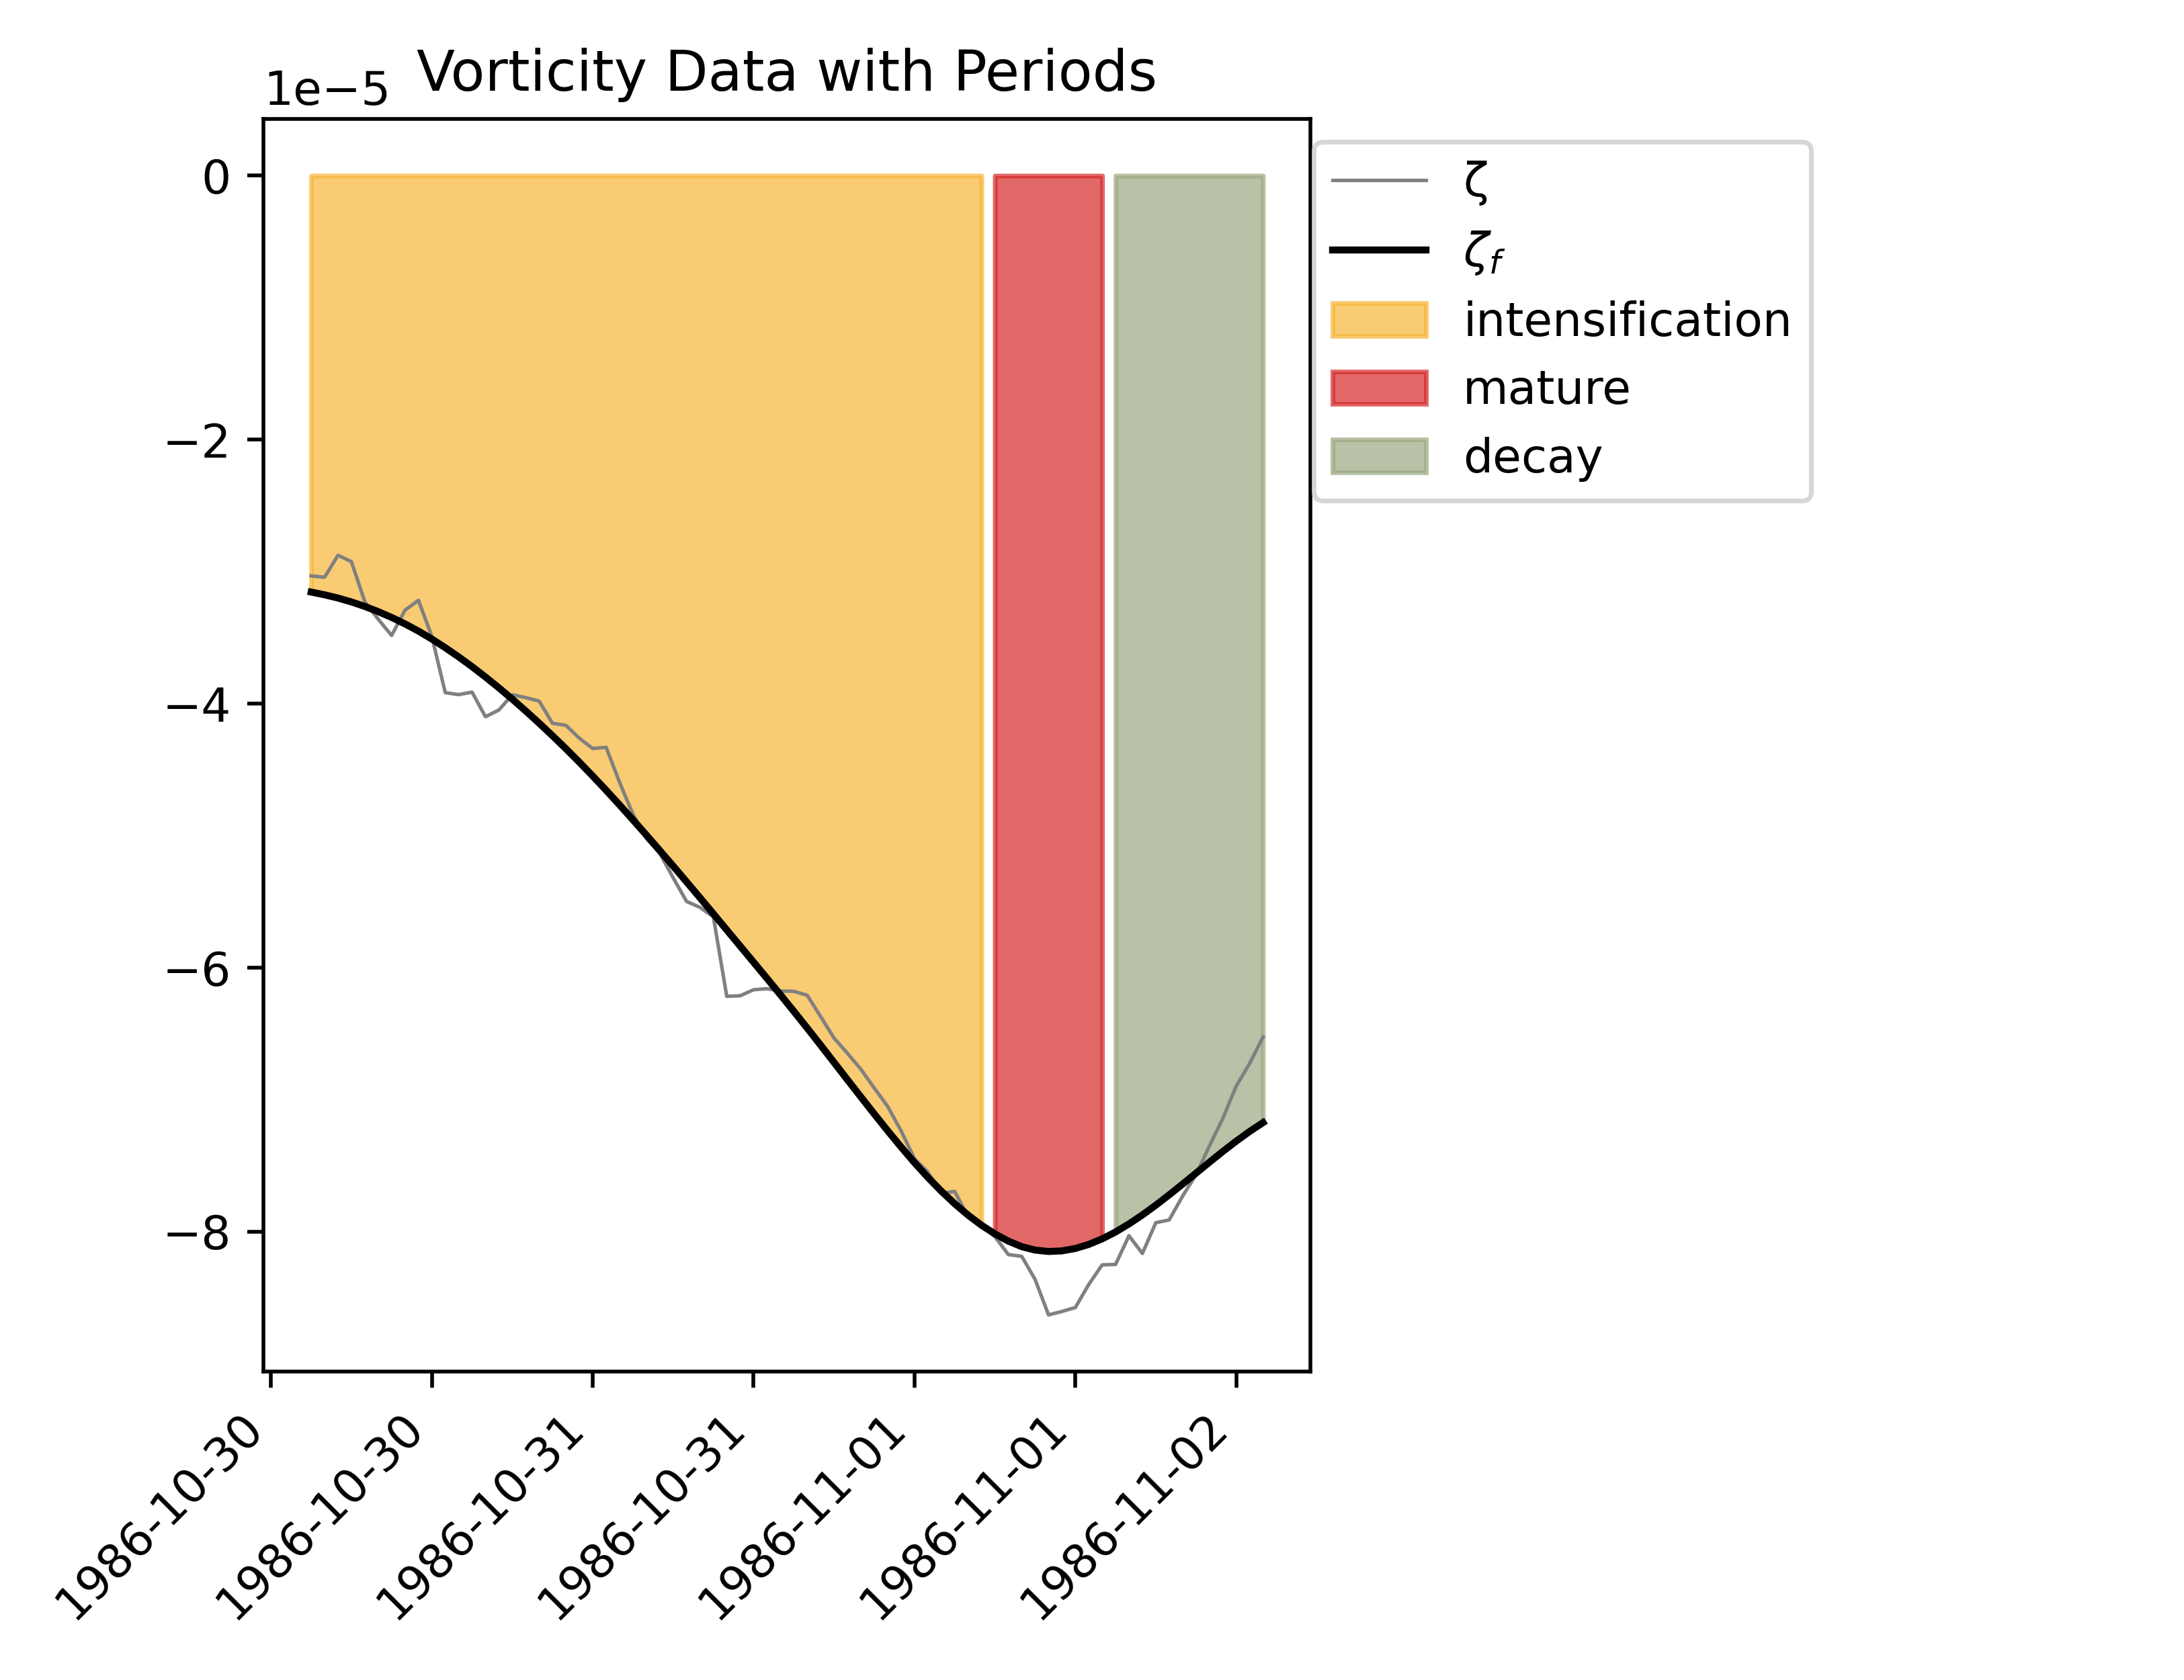 Vorticity Data with Periods
1e−5
0
−2
−4
−6
−8
1986-10-30
1986-10-30
1986-10-31
1986-10-31
1986-11-01
1986-11-01
1986-11-02
ζ
ζf
intensification
mature
decay